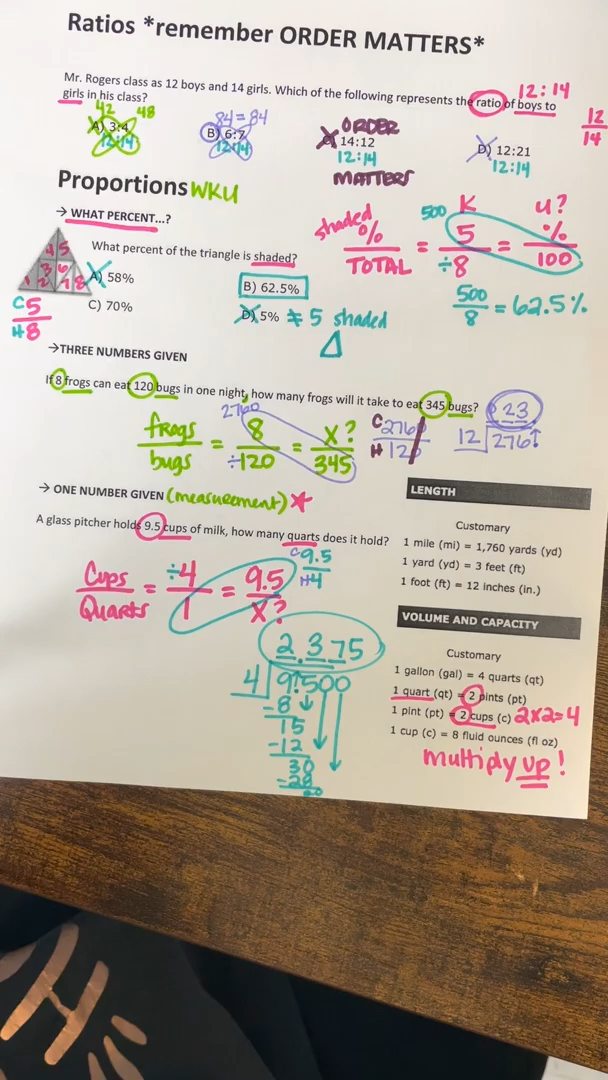 Ratios *remember ORDER MATTERS*
Mr. Rogers class as 12 boys and 14 girls. Which of the following represents the ratio of boys to
12:14
girls in his class?
12
14
42 48
84=84
ORDER
A) 3:4
B) 6:7
14:12
D) 12:21
12:14
12:14
12:14
12:14
MATTERS
Proportions WKU
→ WHAT PERCENT...?
shaded
%
TOTAL
=
500
K
5
÷8
=
u?
%
100
What percent of the triangle is shaded?
A) 58%
B) 62.5%
C) 70%
D) 5% ≠ 5 shaded
C5
H8
500
8
= 62.5%
→THREE NUMBERS GIVEN
If 8 frogs can eat 120 bugs in one night, how many frogs will it take to eat 345 bugs?
frogs
bugs
=
2760
8
÷120
=
X?
345
C 2760
H 120
23
12 276
→ ONE NUMBER GIVEN (measurement)
A glass pitcher holds 9.5 cups of milk, how many quarts does it hold?
Cups
Quarts
=
÷4
1
=
9.5
X?
C9.5
H4
2.375
4 9.500
-8
15
-12
30
-28
20
LENGTH
Customary
1 mile (mi) = 1,760 yards (yd)
1 yard (yd) = 3 feet (ft)
1 foot (ft) = 12 inches (in.)
VOLUME AND CAPACITY
Customary
1 gallon (gal) = 4 quarts (qt)
1 quart (qt) = 2 pints (pt)
1 pint (pt) = 2 cups (c) 2x2=4
1 cup (c) = 8 fluid ounces (fl oz)
multiply up!